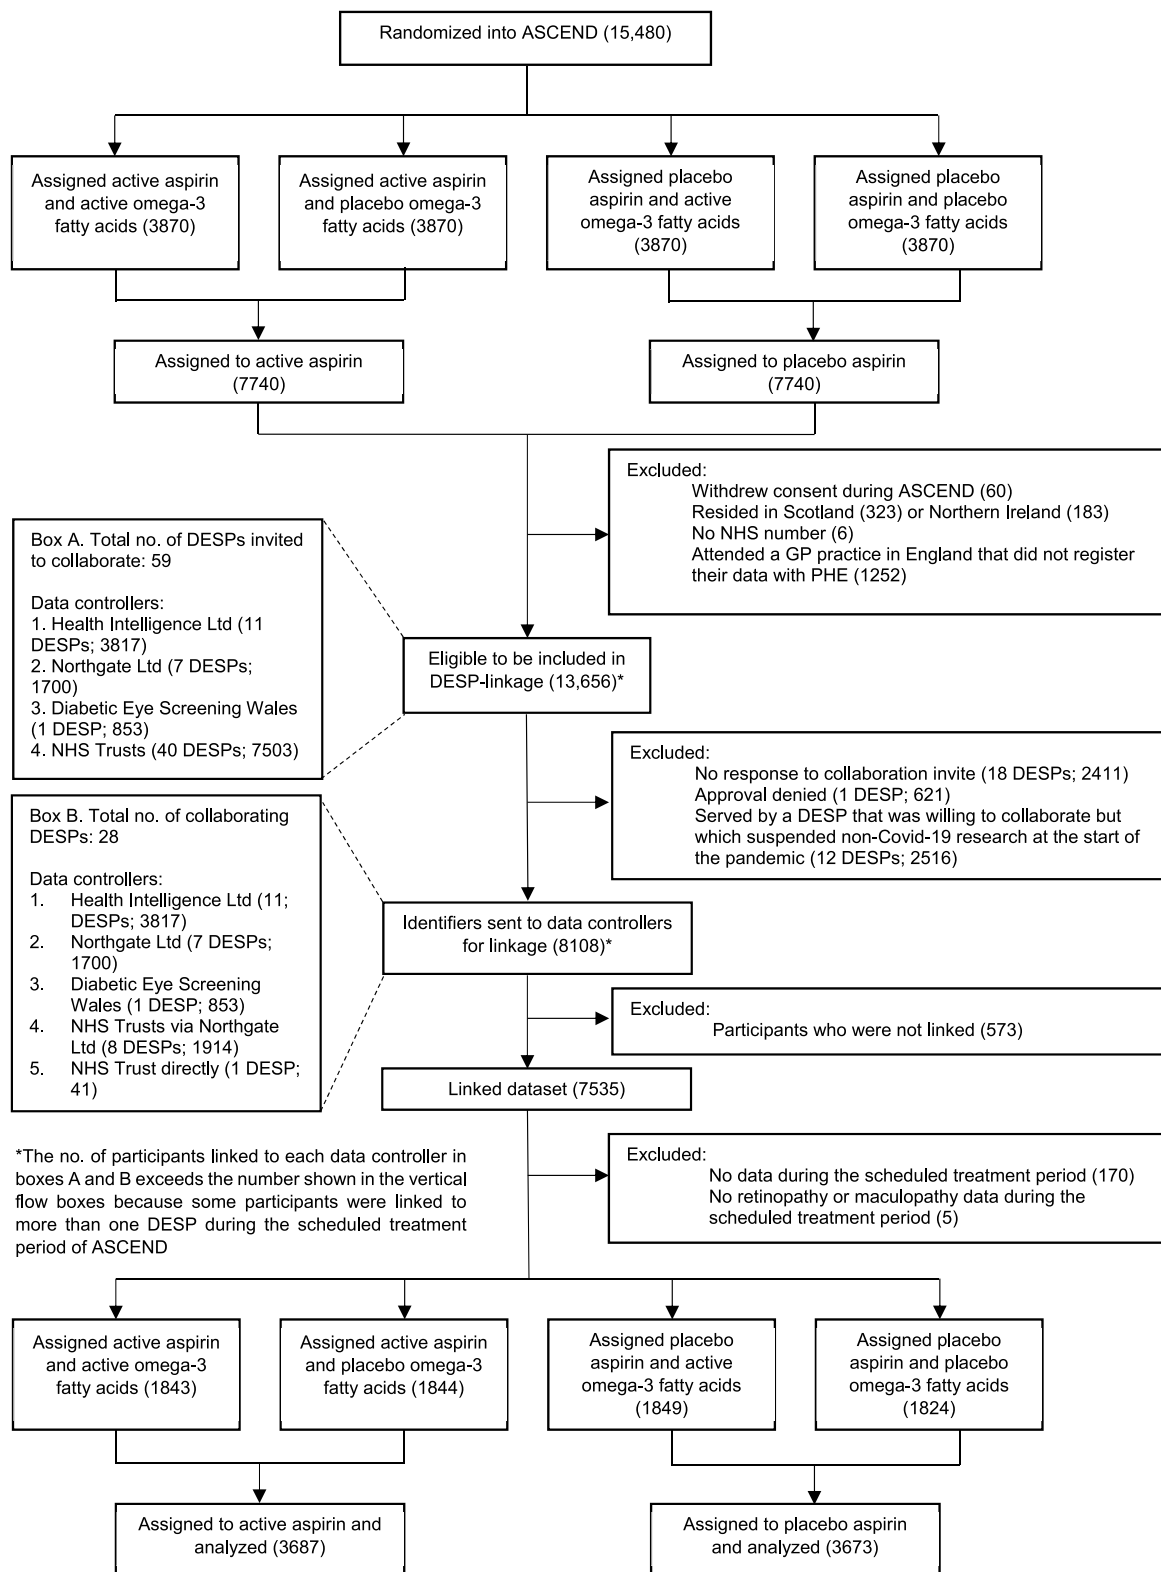 Randomized into ASCEND (15,480)
Assigned active aspirin
and active omega-3
fatty acids (3870)
Assigned active aspirin
and placebo omega-3
fatty acids (3870)
Assigned placebo
aspirin and active
omega-3 fatty acids
(3870)
Assigned placebo
aspirin and placebo
omega-3 fatty acids
(3870)
Assigned to active aspirin
(7740)
Assigned to placebo aspirin
(7740)
Excluded:
Withdrew consent during ASCEND (60)
Resided in Scotland (323) or Northern Ireland (183)
No NHS number (6)
Attended a GP practice in England that did not register
their data with PHE (1252)
Box A. Total no. of DESPs invited
to collaborate: 59
Data controllers:
1. Health Intelligence Ltd (11
DESPs; 3817)
2. Northgate Ltd (7 DESPs;
1700)
3. Diabetic Eye Screening Wales
(1 DESP; 853)
4. NHS Trusts (40 DESPs; 7503)
Eligible to be included in
DESP-linkage (13,656)*
Excluded:
No response to collaboration invite (18 DESPs; 2411)
Approval denied (1 DESP; 621)
Served by a DESP that was willing to collaborate but
which suspended non-Covid-19 research at the start of
the pandemic (12 DESPs; 2516)
Box B. Total no. of collaborating
DESPs: 28
Data controllers:
1. Health Intelligence Ltd (11;
DESPs; 3817)
2. Northgate Ltd (7 DESPs;
1700)
3. Diabetic Eye Screening
Wales (1 DESP; 853)
4. NHS Trusts via Northgate
Ltd (8 DESPs; 1914)
5. NHS Trust directly (1 DESP;
41)
Identifiers sent to data controllers
for linkage (8108)*
Excluded:
Participants who were not linked (573)
Linked dataset (7535)
*The no. of participants linked to each data controller in
boxes A and B exceeds the number shown in the vertical
flow boxes because some participants were linked to
more than one DESP during the scheduled treatment
period of ASCEND
Excluded:
No data during the scheduled treatment period (170)
No retinopathy or maculopathy data during the
scheduled treatment period (5)
Assigned active aspirin
and active omega-3
fatty acids (1843)
Assigned active aspirin
and placebo omega-3
fatty acids (1844)
Assigned placebo
aspirin and active
omega-3 fatty acids
(1849)
Assigned placebo
aspirin and placebo
omega-3 fatty acids
(1824)
Assigned to active aspirin and
analyzed (3687)
Assigned to placebo aspirin
and analyzed (3673)